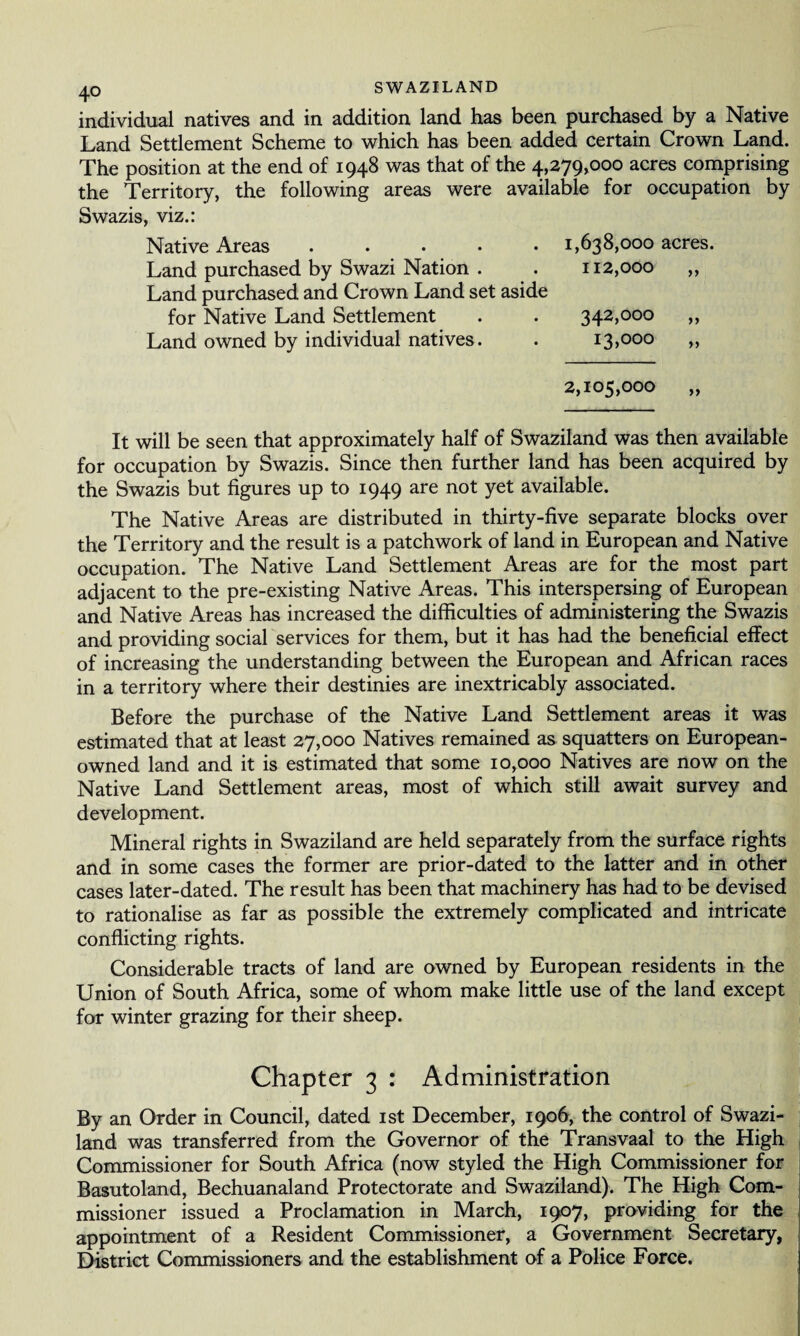 40 SWAZILAND
individual natives and in addition land has been purchased by a Native
Land Settlement Scheme to which has been added certain Crown Land.
The position at the end of 1948 was that of the 4,279,000 acres comprising
the Territory, the following areas were available for occupation by
Swazis, viz.:
Native Areas . . . . . 1,638,000 acres.
Land purchased by Swazi Nation . . 112,000 ,,
Land purchased and Crown Land set aside
for Native Land Settlement . . 342,000 ,,
Land owned by individual natives. . 13,000 ,,
2,105,000 ,,
It will be seen that approximately half of Swaziland was then available
for occupation by Swazis. Since then further land has been acquired by
the Swazis but figures up to 1949 are not yet available.
The Native Areas are distributed in thirty-five separate blocks over
the Territory and the result is a patchwork of land in European and Native
occupation. The Native Land Settlement Areas are for the most part
adjacent to the pre-existing Native Areas. This interspersing of European
and Native Areas has increased the difficulties of administering the Swazis
and providing social services for them, but it has had the beneficial effect
of increasing the understanding between the European and African races
in a territory where their destinies are inextricably associated.
Before the purchase of the Native Land Settlement areas it was
estimated that at least 27,000 Natives remained as squatters on European-
owned land and it is estimated that some 10,000 Natives are now on the
Native Land Settlement areas, most of which still await survey and
development.
Mineral rights in Swaziland are held separately from the surface rights
and in some cases the former are prior-dated to the latter and in other
cases later-dated. The result has been that machinery has had to be devised
to rationalise as far as possible the extremely complicated and intricate
conflicting rights.
Considerable tracts of land are owned by European residents in the
Union of South Africa, some of whom make little use of the land except
for winter grazing for their sheep.
Chapter 3 : Administration
By an Order in Council, dated 1st December, 1906, the control of Swazi-
land was transferred from the Governor of the Transvaal to the High
Commissioner for South Africa (now styled the High Commissioner for
Basutoland, Bechuanaland Protectorate and Swaziland). The High Com-
missioner issued a Proclamation in March, 1907, providing for the
appointment of a Resident Commissioner, a Government Secretary,
District Commissioners and the establishment of a Police Force.